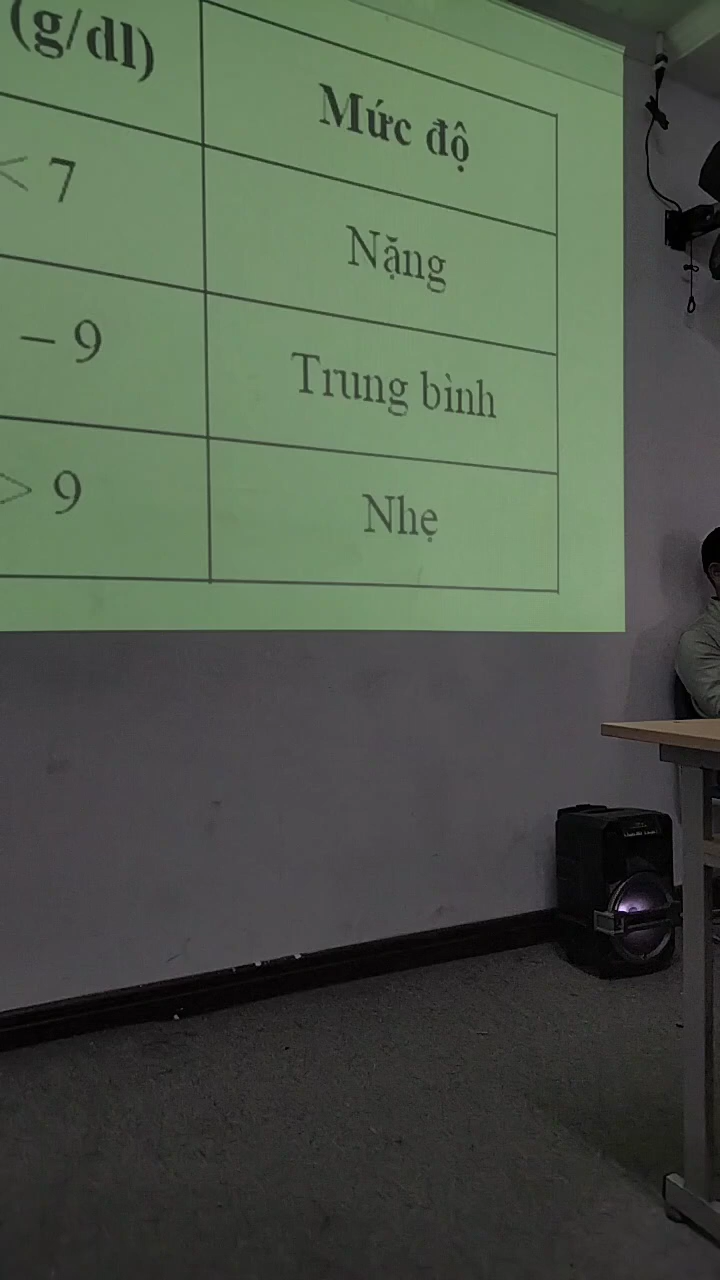 (g/dl)
Mức độ
< 7
Nặng
– 9
Trung bình
> 9
Nhẹ